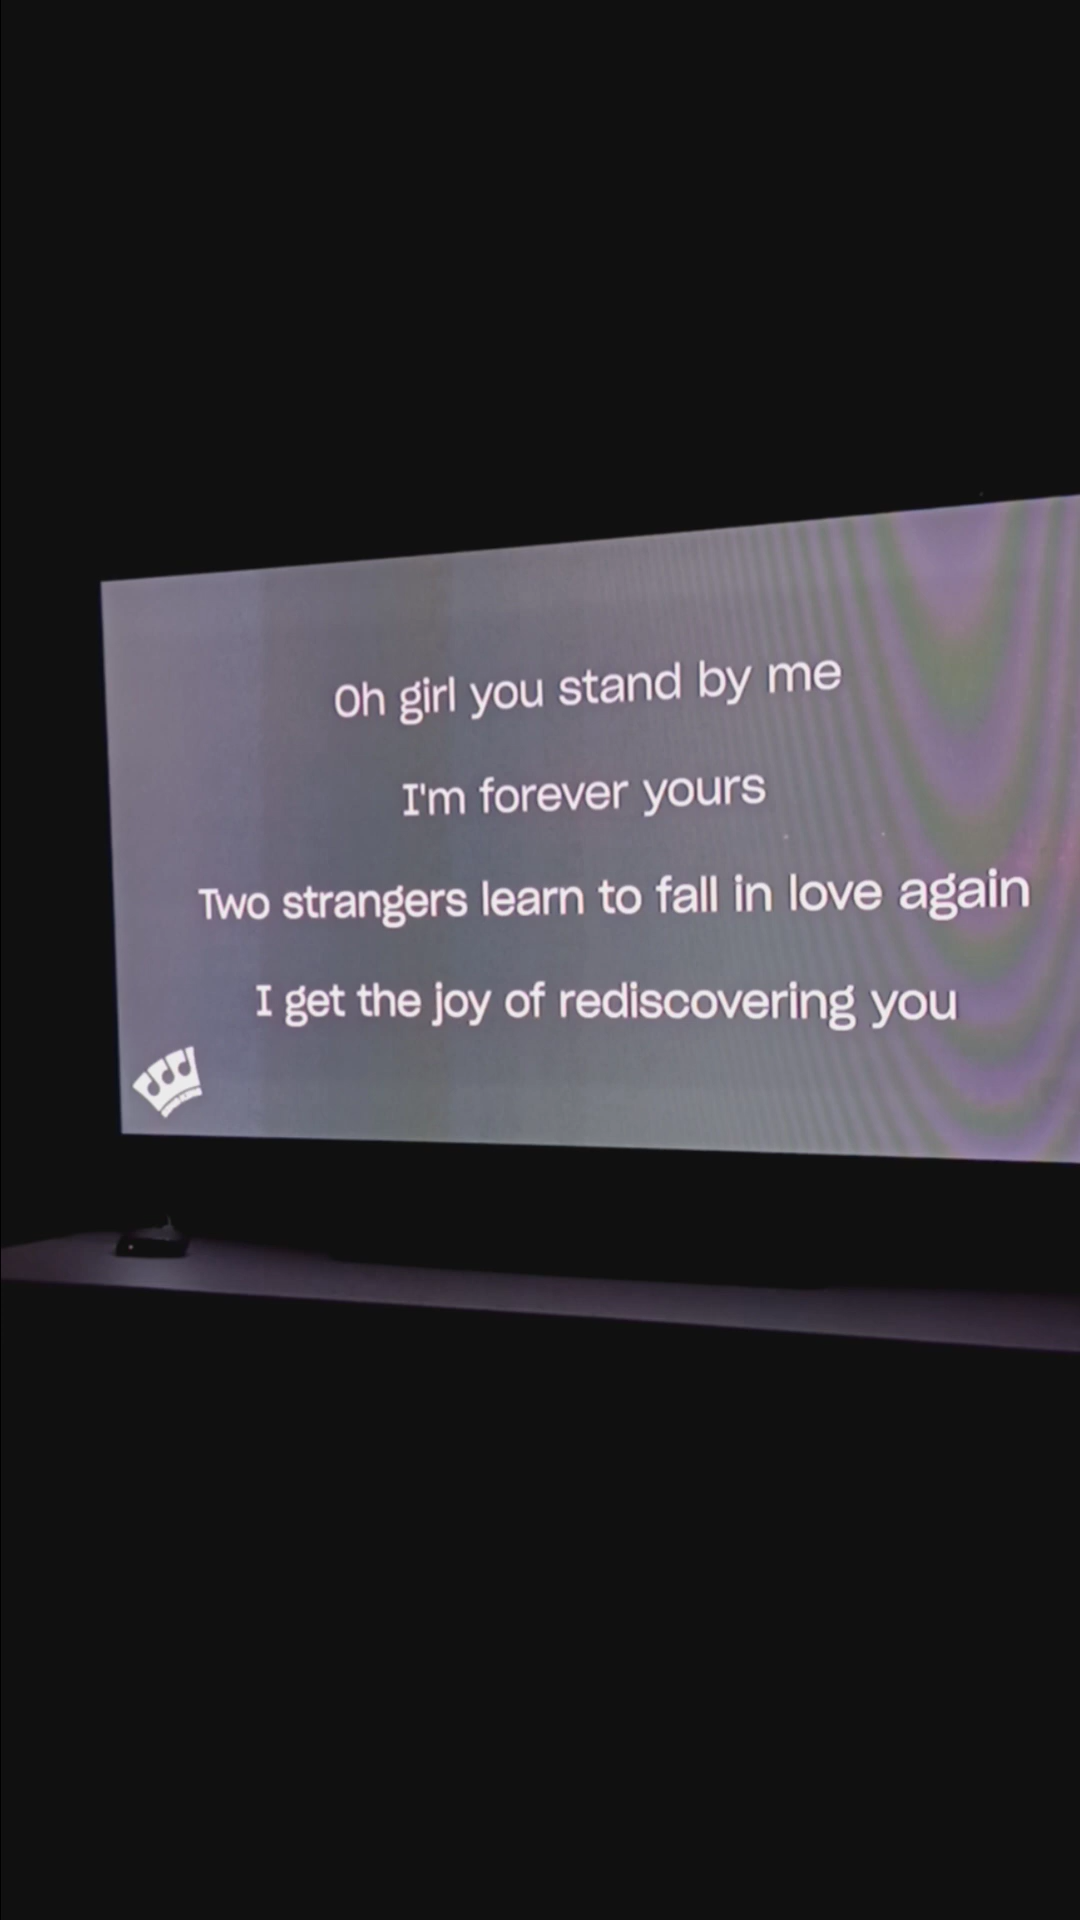 Oh girl you stand by me
I'm forever yours
Two strangers learn to fall in love again
I get the joy of rediscovering you